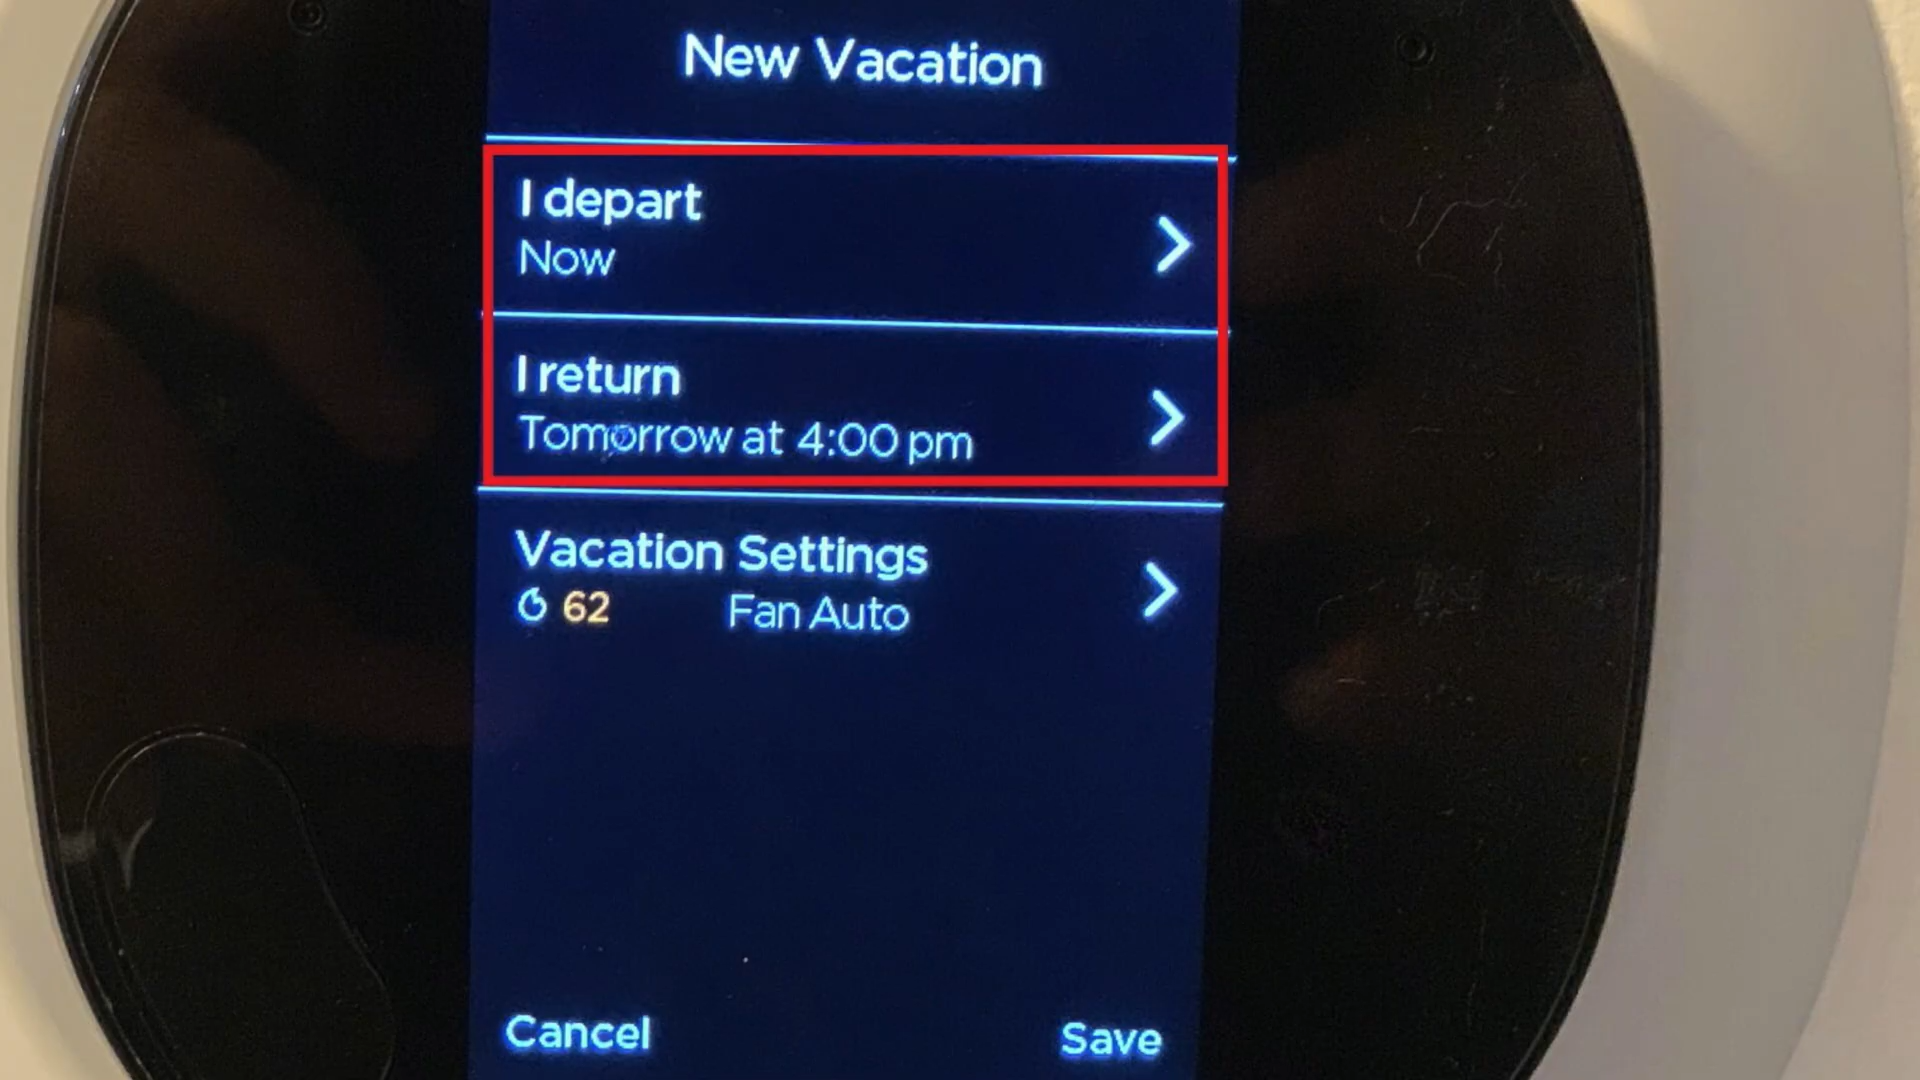 New Vacation
I depart
Now
I return
Tomorrow at 4:00 pm
Vacation Settings
62 Fan Auto
Cancel Save